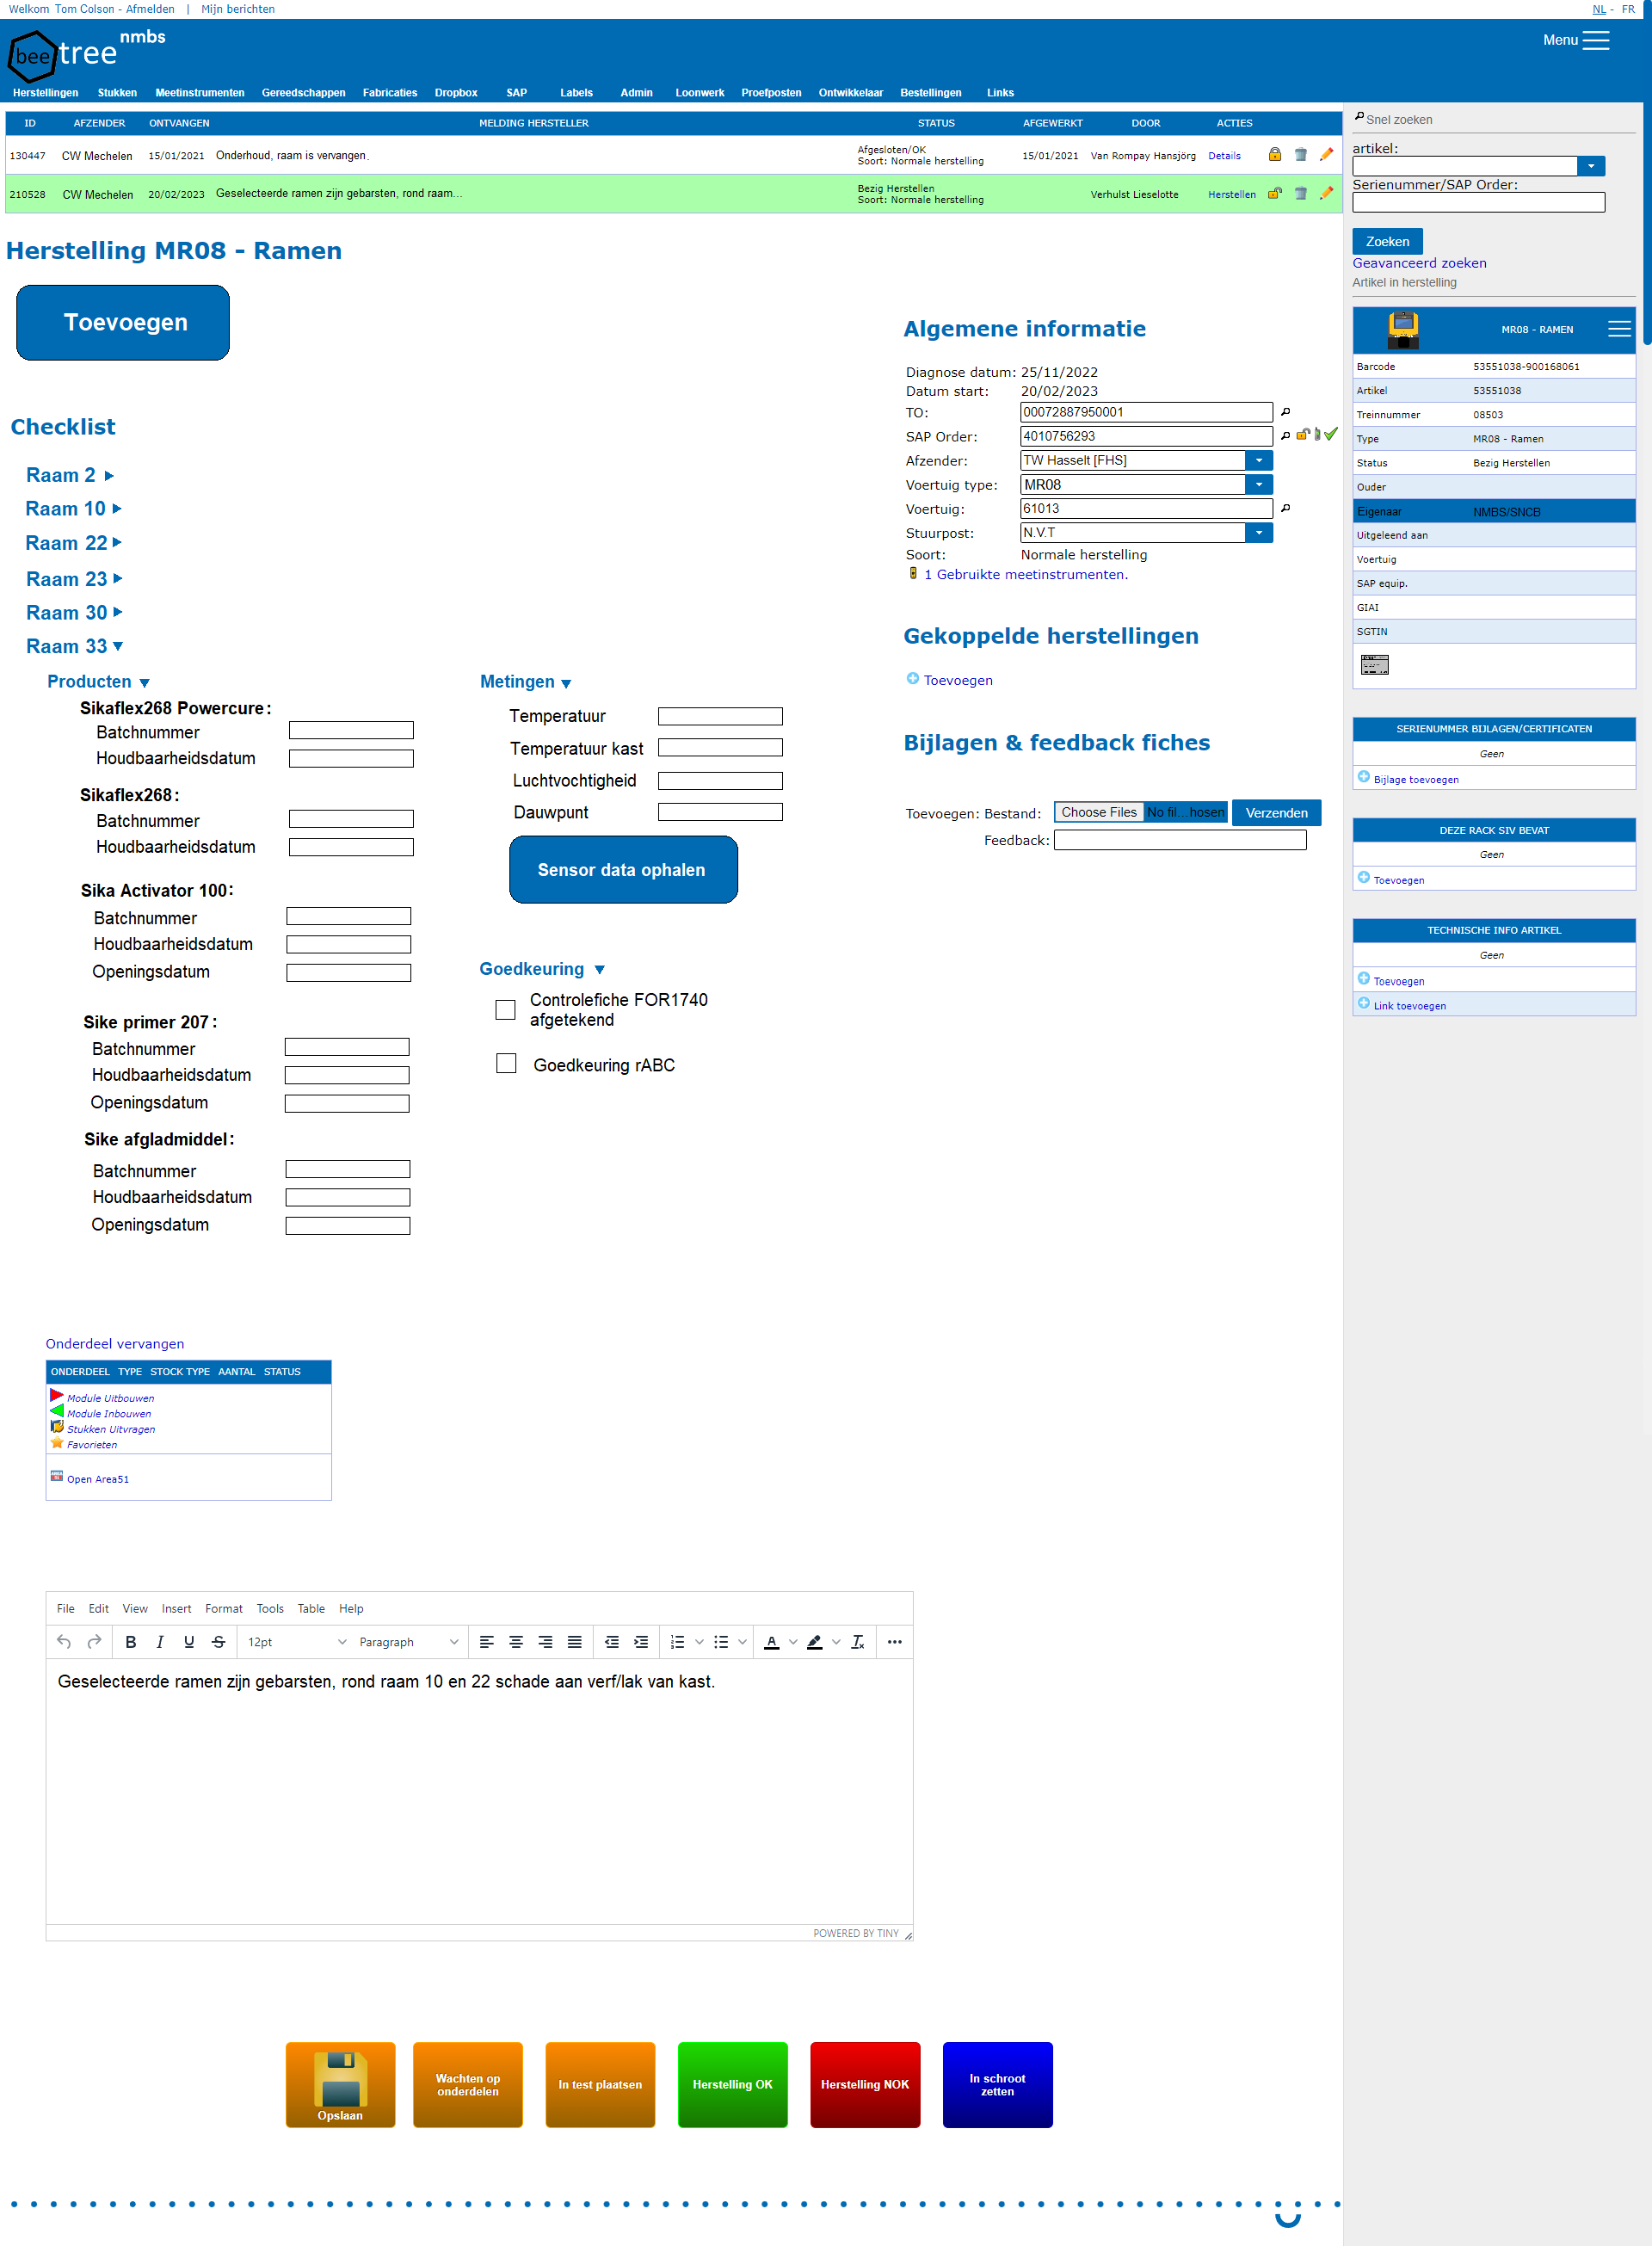 Welkom Tom Colson - Afmelden | Mijn berichten
NL - FR
bee tree nmbs
Menu
Herstellingen Stukken Meetinstrumenten Gereedschappen Fabricaties Dropbox SAP Labels Admin Loonwerk Proefposten Ontwikkelaar Bestellingen Links
ID AFZENDER ONTVANGEN MELDING HERSTELLER STATUS AFGEWERKT DOOR ACTIES
130447 CW Mechelen 15/01/2021 Onderhoud, raam is vervangen. Afgesloten/OK Soort: Normale herstelling 15/01/2021 Van Rompay Hansjörg Details
210528 CW Mechelen 20/02/2023 Geselecteerde ramen zijn gebarsten, rond raam... Bezig Herstellen Soort: Normale herstelling Verhulst Lieselotte Herstellen
Herstelling MR08 - Ramen
Toevoegen
Checklist
Raam 2
Raam 10
Raam 22
Raam 23
Raam 30
Raam 33
Producten
Sikaflex268 Powercure:
Batchnummer
Houdbaarheidsdatum
Sikaflex268:
Batchnummer
Houdbaarheidsdatum
Sika Activator 100:
Batchnummer
Houdbaarheidsdatum
Openingsdatum
Sike primer 207:
Batchnummer
Houdbaarheidsdatum
Openingsdatum
Sike afgladmiddel:
Batchnummer
Houdbaarheidsdatum
Openingsdatum
Metingen
Temperatuur
Temperatuur kast
Luchtvochtigheid
Dauwpunt
Sensor data ophalen
Goedkeuring
Controlefiche FOR1740
afgetekend
Goedkeuring rABC
Algemene informatie
Diagnose datum: 25/11/2022
Datum start: 20/02/2023
TO: 00072887950001
SAP Order: 4010756293
Afzender: TW Hasselt [FHS]
Voertuig type: MR08
Voertuig: 61013
Stuurpost: N.V.T
Soort: Normale herstelling
1 Gebruikte meetinstrumenten.
Gekoppelde herstellingen
Toevoegen
Bijlagen & feedback fiches
Toevoegen: Bestand: Choose Files No fil...hosen Verzenden
Feedback:
Onderdeel vervangen
ONDERDEEL TYPE STOCK TYPE AANTAL STATUS
Module Uitbouwen
Module Inbouwen
Stukken Uitvragen
Favorieten
Open Area51
File Edit View Insert Format Tools Table Help
B I U S 12pt Paragraph
Geselecteerde ramen zijn gebarsten, rond raam 10 en 22 schade aan verf/lak van kast.
POWERED BY TINY
Opslaan
Wachten op
onderdelen
In test plaatsen
Herstelling OK
Herstelling NOK
In schroot
zetten
Snel zoeken
artikel:
Serienummer/SAP Order:
Zoeken
Geavanceerd zoeken
Artikel in herstelling
MR08 - RAMEN
Barcode 53551038-900168061
Artikel 53551038
Treinnummer 08503
Type MR08 - Ramen
Status Bezig Herstellen
Ouder
Eigenaar NMBS/SNCB
Uitgeleend aan
Voertuig
SAP equip.
GIAI
SGTIN
SERIENUMMER BIJLAGEN/CERTIFICATEN
Geen
Bijlage toevoegen
DEZE RACK SIV BEVAT
Geen
Toevoegen
TECHNISCHE INFO ARTIKEL
Geen
Toevoegen
Link toevoegen